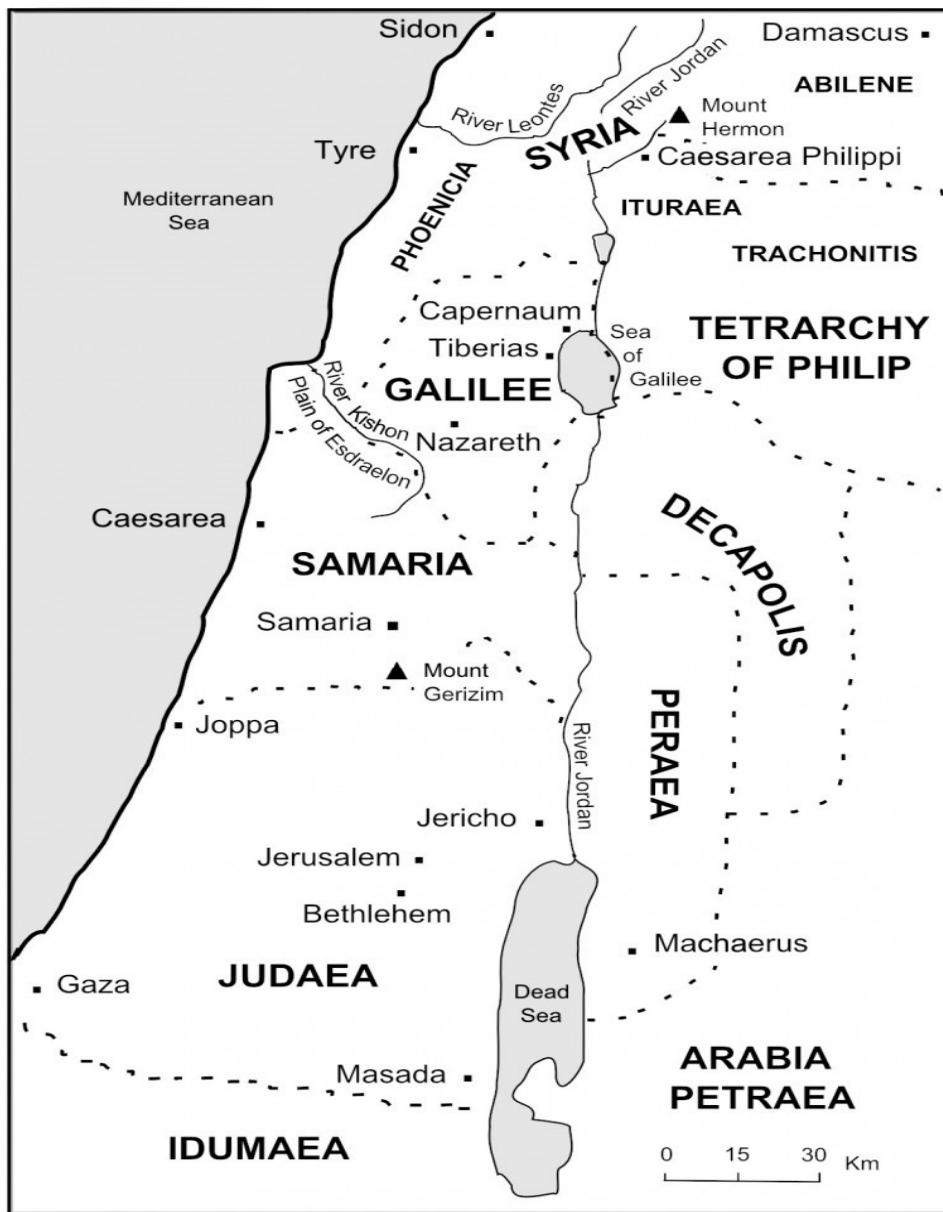 Sidon
Damascus
ABILENE
River Jordan
River Leontes
Mount
Hermon
SYRIA
Tyre
Caesarea Philippi
Mediterranean
Sea
PHOENICIA
ITURAEA
TRACHONITIS
Capernaum
TETRARCHY
OF PHILIP
Sea
of
Galilee
Tiberias
GALILEE
River Kishon
Plain of Esdraelon
Nazareth
DECAPOLIS
Caesarea
SAMARIA
Samaria
Mount
Gerizim
PERAEA
Joppa
River Jordan
Jericho
Jerusalem
Bethlehem
Machaerus
JUDAEA
Gaza
Dead
Sea
Masada
ARABIA
PETRAEA
IDUMAEA
0 15 30 Km